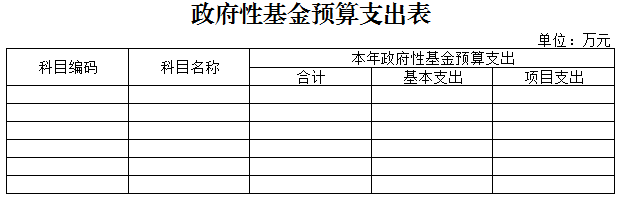 政府性基金预算支出表
单位：万元
科目编码
科目名称
本年政府性基金预算支出
合计
基本支出
项目支出